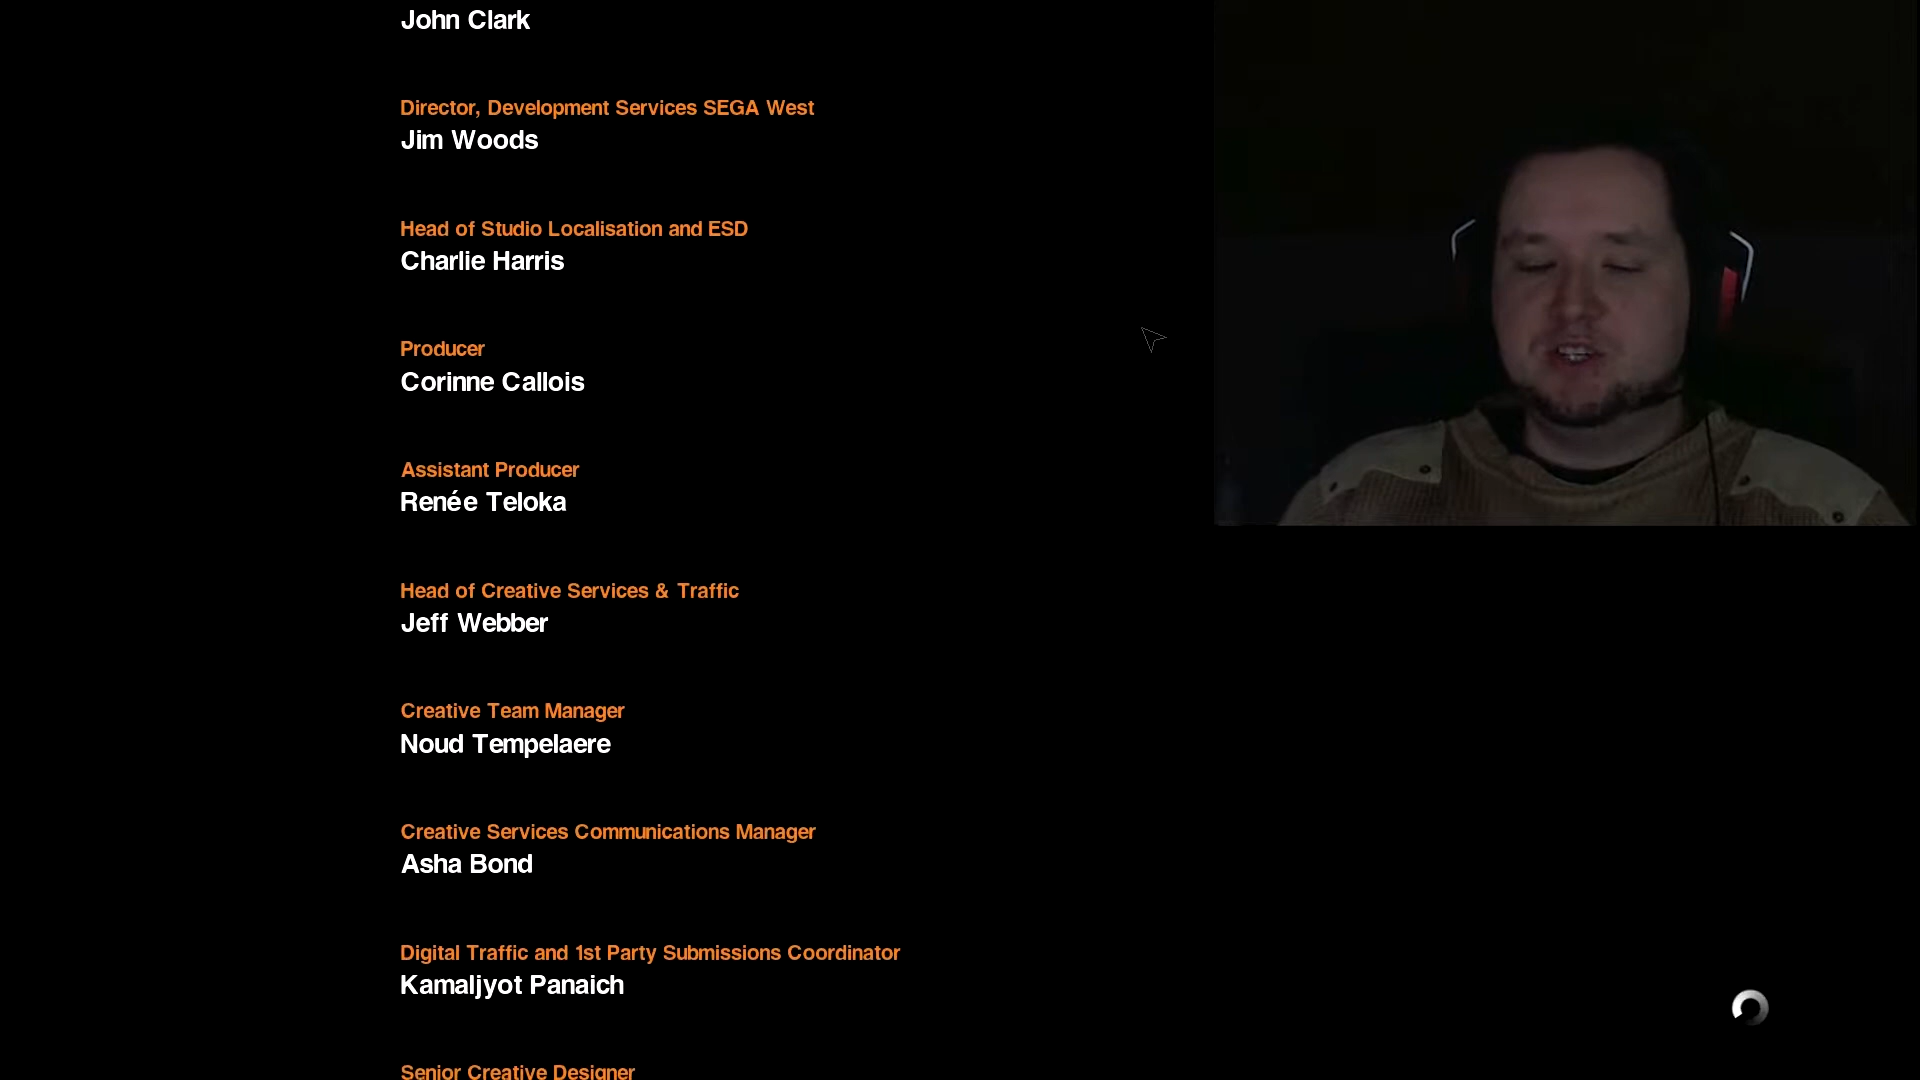 John Clark
Director, Development Services SEGA West
Jim Woods
Head of Studio Localisation and ESD
Charlie Harris
Producer
Corinne Callois
Assistant Producer
Renée Teloka
Head of Creative Services & Traffic
Jeff Webber
Creative Team Manager
Noud Tempelaere
Creative Services Communications Manager
Asha Bond
Digital Traffic and 1st Party Submissions Coordinator
Kamaljyot Panaich
Senior Creative Designer